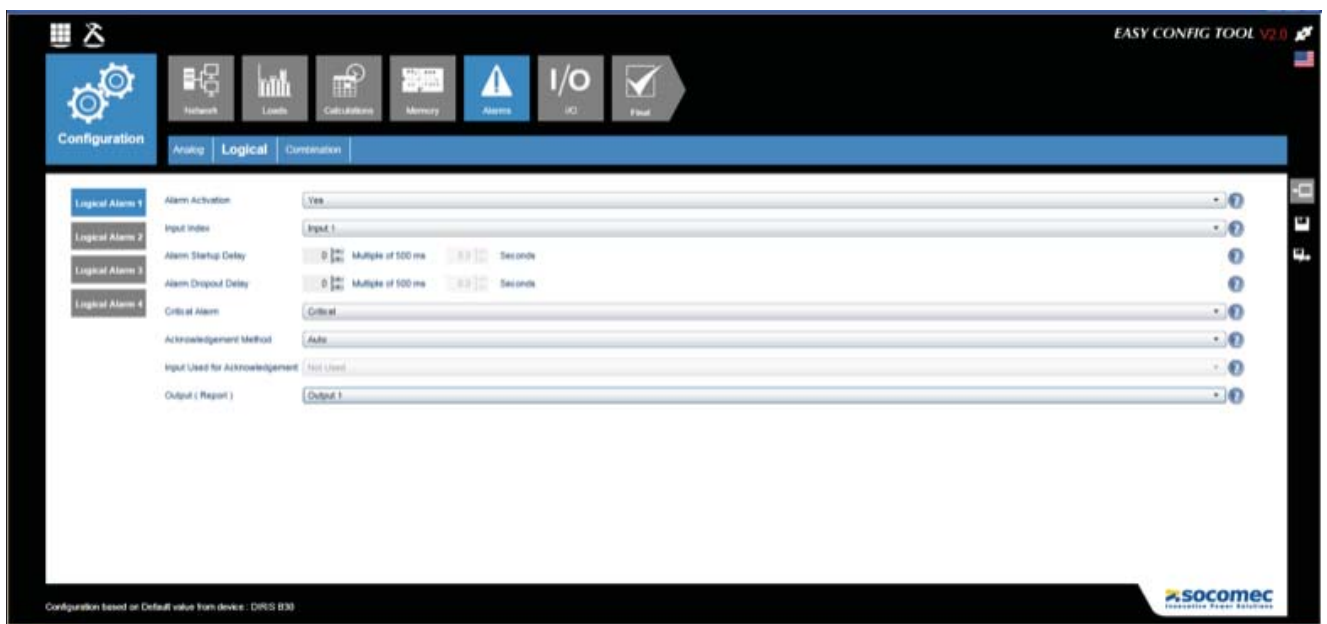 EASY CONFIG TOOL V2.0
Configuration
Network
Loads
Calculations
Memory
Alarms
I/O
I/O
Final
Analog
Logical
Combination
Logical Alarm 1
Logical Alarm 2
Logical Alarm 3
Logical Alarm 4
Alarm Activation
Yes
Input Index
Input 1
Alarm Startup Delay
0 Multiple of 500 ms 0.0 Seconds
Alarm Dropout Delay
0 Multiple of 500 ms 0.0 Seconds
Critical Alarm
Critical
Acknowledgement Method
Auto
Input Used for Acknowledgement
Not Used
Output ( Report )
Output 1
Configuration based on Default value from device : DIRIS B30
socomec
Innovative Power Solutions